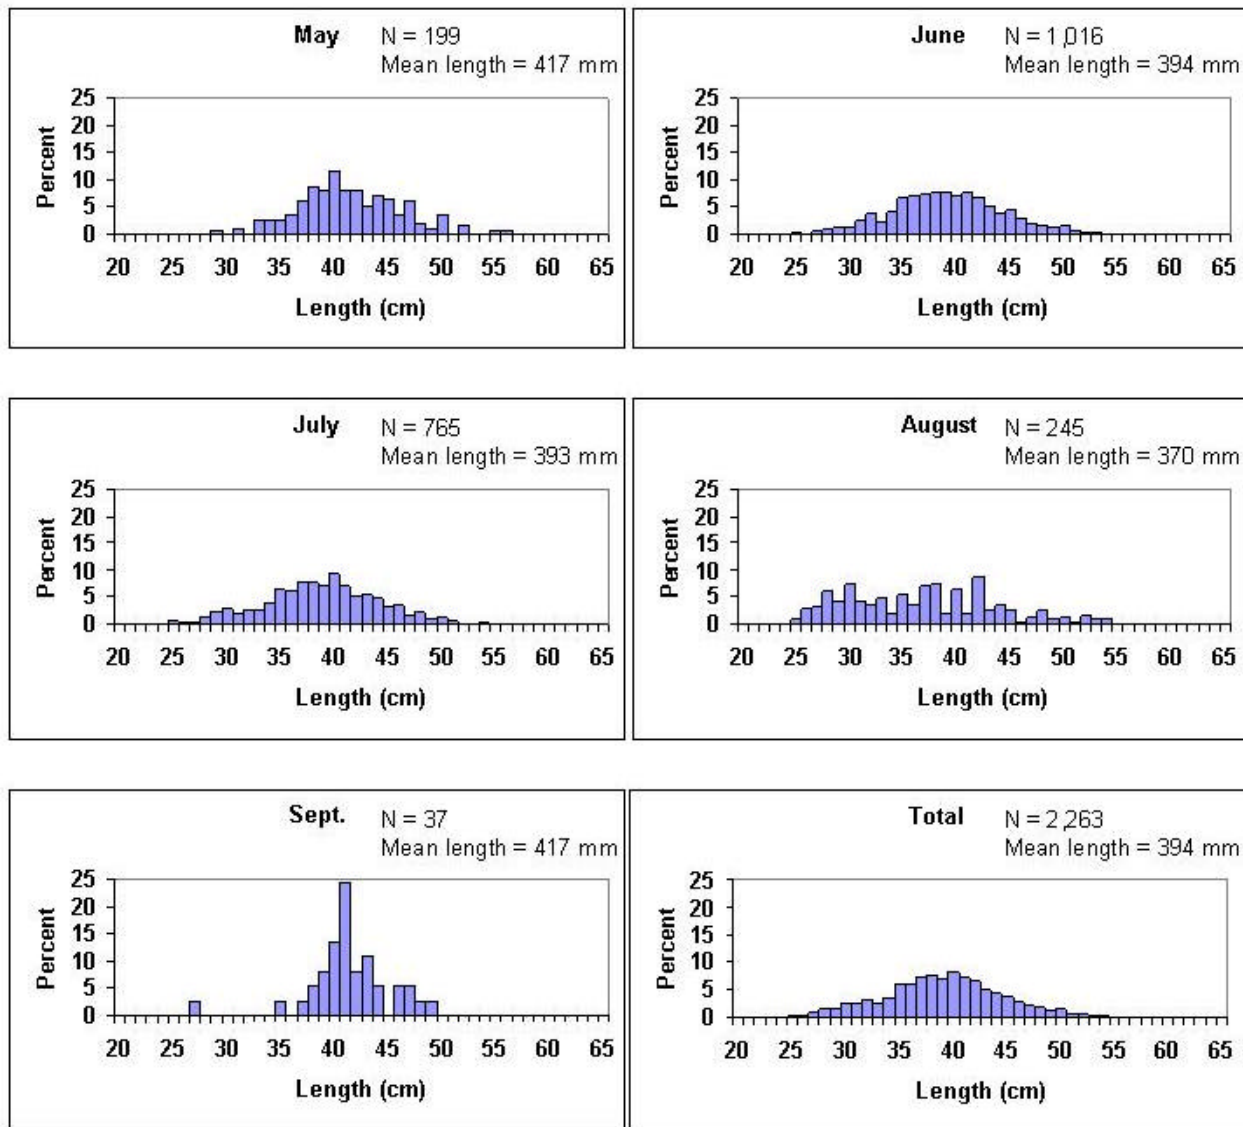 May N = 199
Mean length = 417 mm
25
20
15
10
5
0
Percent
20 25 30 35 40 45 50 55 60 65
Length (cm)
June N = 1,016
Mean length = 394 mm
25
20
15
10
5
0
Percent
20 25 30 35 40 45 50 55 60 65
Length (cm)
July N = 765
Mean length = 393 mm
25
20
15
10
5
0
Percent
20 25 30 35 40 45 50 55 60 65
Length (cm)
August N = 245
Mean length = 370 mm
25
20
15
10
5
0
Percent
20 25 30 35 40 45 50 55 60 65
Length (cm)
Sept. N = 37
Mean length = 417 mm
25
20
15
10
5
0
Percent
20 25 30 35 40 45 50 55 60 65
Length (cm)
Total N = 2,263
Mean length = 394 mm
25
20
15
10
5
0
Percent
20 25 30 35 40 45 50 55 60 65
Length (cm)